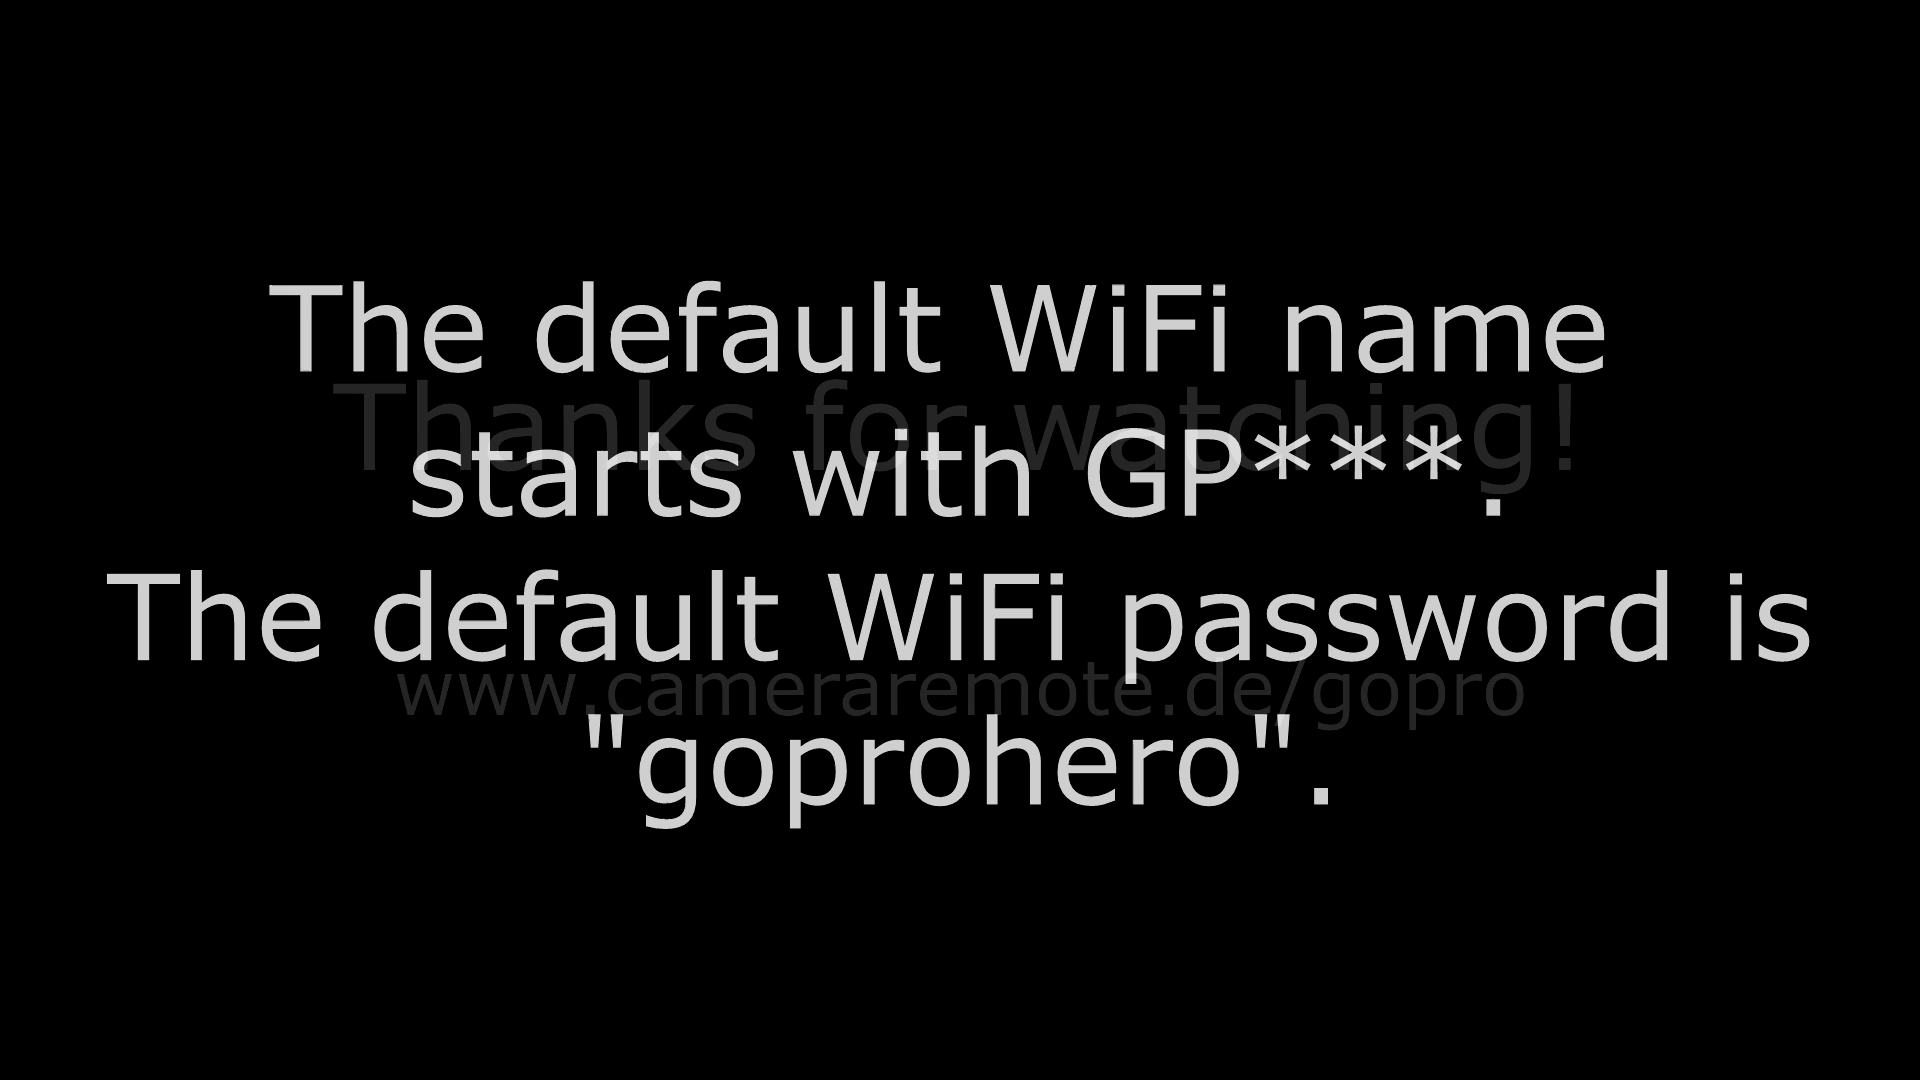 The default WiFi name
Thanks for watching!
starts with GP***.
The default WiFi password is
www.cameraremote.de/gopro
"goprohero".